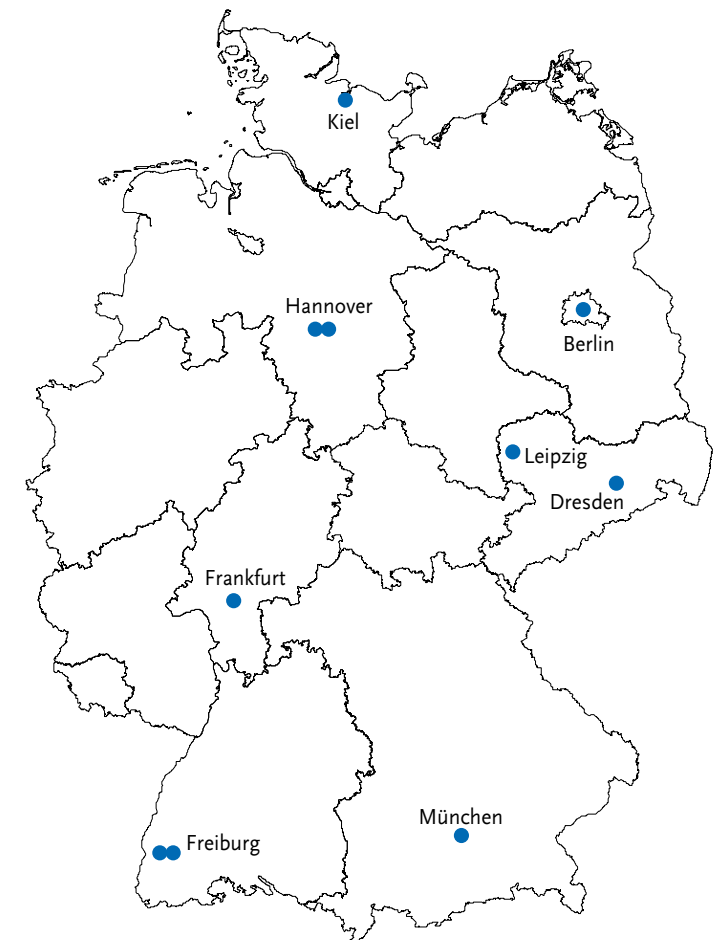 Kiel
Hannover
Berlin
Leipzig
Dresden
Frankfurt
München
Freiburg